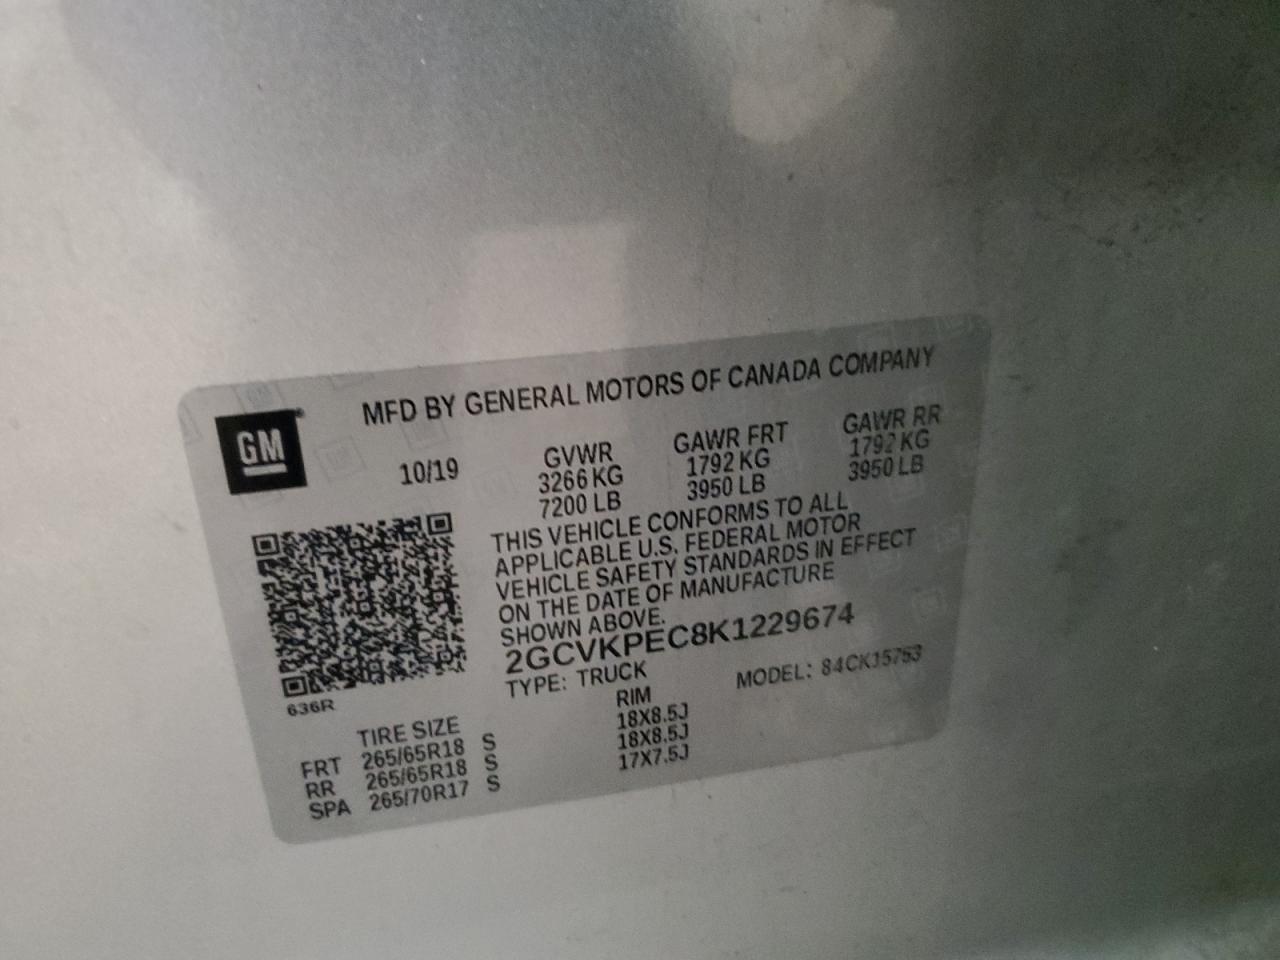 MFD BY GENERAL MOTORS OF CANADA COMPANY
GM
10/19
GVWR GAWR FRT GAWR RR
3266 KG 1792 KG 1792 KG
7200 LB 3950 LB 3950 LB
THIS VEHICLE CONFORMS TO ALL
APPLICABLE U.S. FEDERAL MOTOR
VEHICLE SAFETY STANDARDS IN EFFECT
ON THE DATE OF MANUFACTURE
SHOWN ABOVE.
2GCVKPEC8K1229674
TYPE: TRUCK MODEL: 84CK15753
636R
TIRE SIZE RIM
FRT 265/65R18 S 18X8.5J
RR 265/65R18 S 18X8.5J
SPA 265/70R17 S 17X7.5J